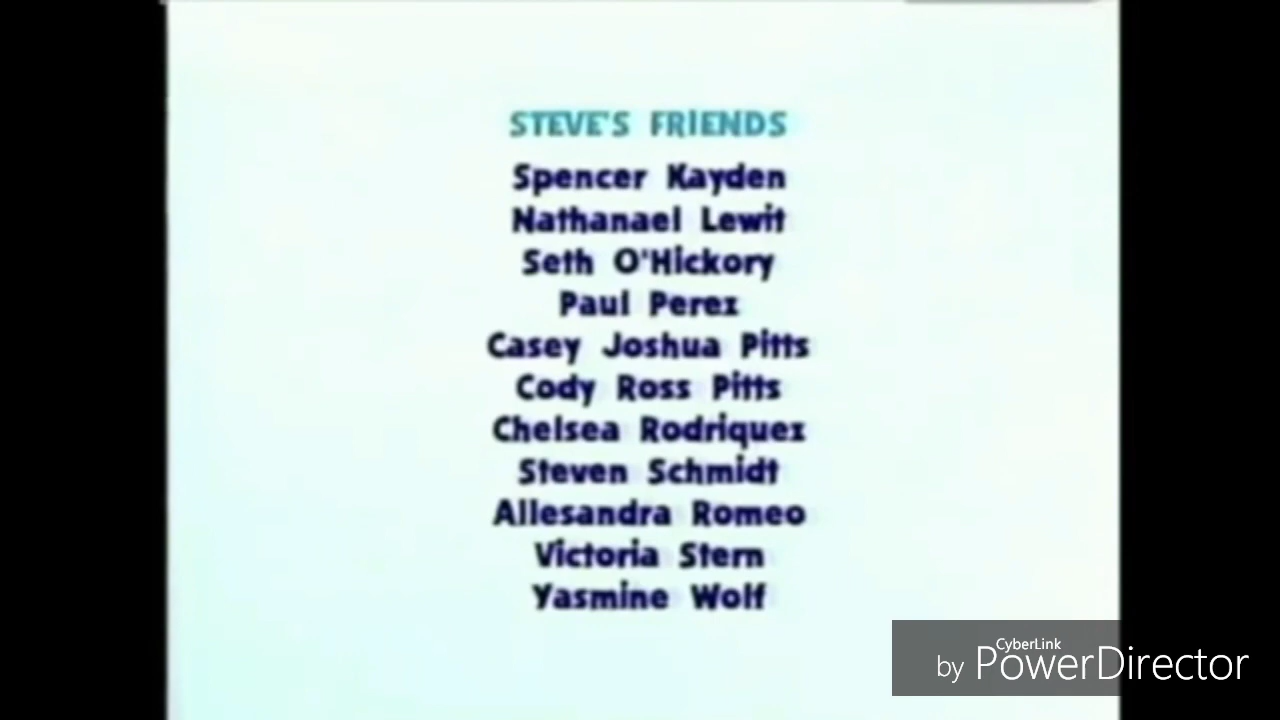 STEVE'S FRIENDS
Spencer Kayden
Nathanael Lewit
Seth O'Hickory
Paul Perez
Casey Joshua Pitts
Cody Ross Pitts
Chelsea Rodriquez
Steven Schmidt
Allesandra Romeo
Victoria Stern
Yasmine Wolf
CyberLink
by PowerDirector